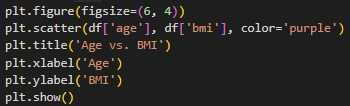 plt.figure(figsize=(6, 4))
plt.scatter(df['age'], df['bmi'], color='purple')
plt.title('Age vs. BMI')
plt.xlabel('Age')
plt.ylabel('BMI')
plt.show()